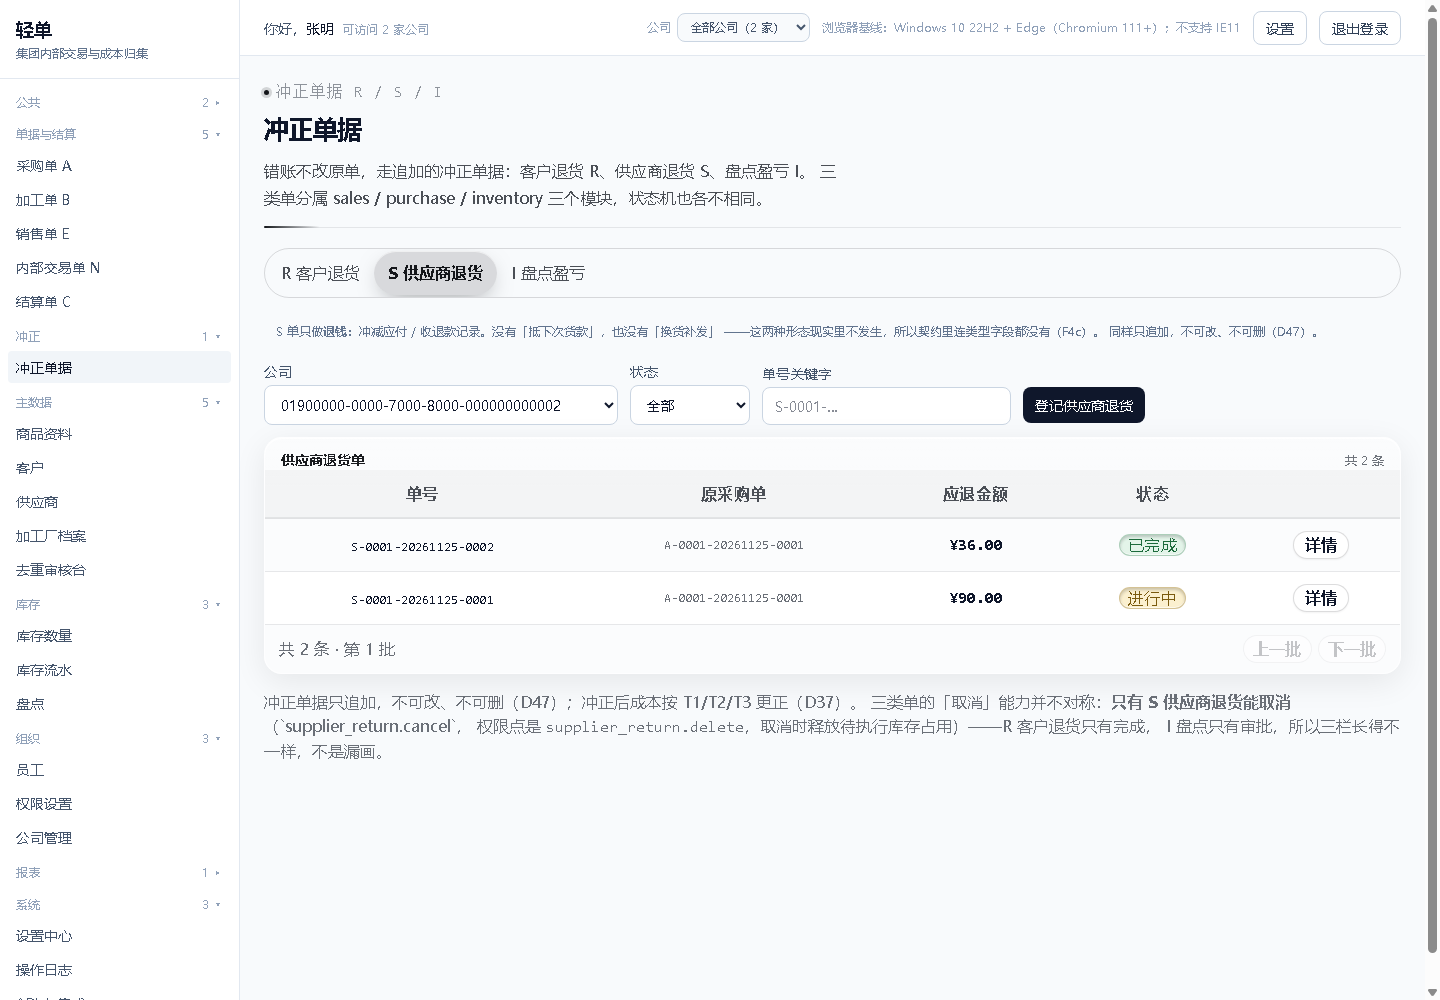 轻单
集团内部交易与成本归集
公共 2
单据与结算 5
采购单 A
加工单 B
销售单 E
内部交易单 N
结算单 C
冲正 1
冲正单据
主数据 5
商品资料
客户
供应商
加工厂档案
去重审核台
库存 3
库存数量
库存流水
盘点
组织 3
员工
权限设置
公司管理
报表 1
系统 3
设置中心
操作日志
你好，张明 可访问 2 家公司
公司 全部公司（2 家） 浏览器基线：Windows 10 22H2 + Edge（Chromium 111+）；不支持 IE11 设置 退出登录
冲正单据 R / S / I
冲正单据
错账不改原单，走追加的冲正单据：客户退货 R、供应商退货 S、盘点盈亏 I。 三
类单分属 sales / purchase / inventory 三个模块，状态机也各不相同。
R 客户退货 S 供应商退货 I 盘点盈亏
S 单只做退钱：冲减应付 / 收退款记录。没有「抵下次货款」，也没有「换货补发」 ——这两种形态现实里不发生，所以契约里连类型字段都没有（F4c）。 同样只追加，不可改、不可删（D47）。
公司 状态 单号关键字
01900000-0000-7000-8000-000000000002 全部 S-0001-… 登记供应商退货
供应商退货单 共 2 条
单号 原采购单 应退金额 状态
S-0001-20261125-0002 A-0001-20261125-0001 ¥36.00 已完成 详情
S-0001-20261125-0001 A-0001-20261125-0001 ¥90.00 进行中 详情
共 2 条 · 第 1 批 上一批 下一批
冲正单据只追加，不可改、不可删（D47）；冲正后成本按 T1/T2/T3 更正（D37）。 三类单的「取消」能力并不对称：只有 S 供应商退货能取消
（`supplier_return.cancel`， 权限点是 supplier_return.delete，取消时释放待执行库存占用）——R 客户退货只有完成， I 盘点只有审批，所以三栏长得不
一样，不是漏画。